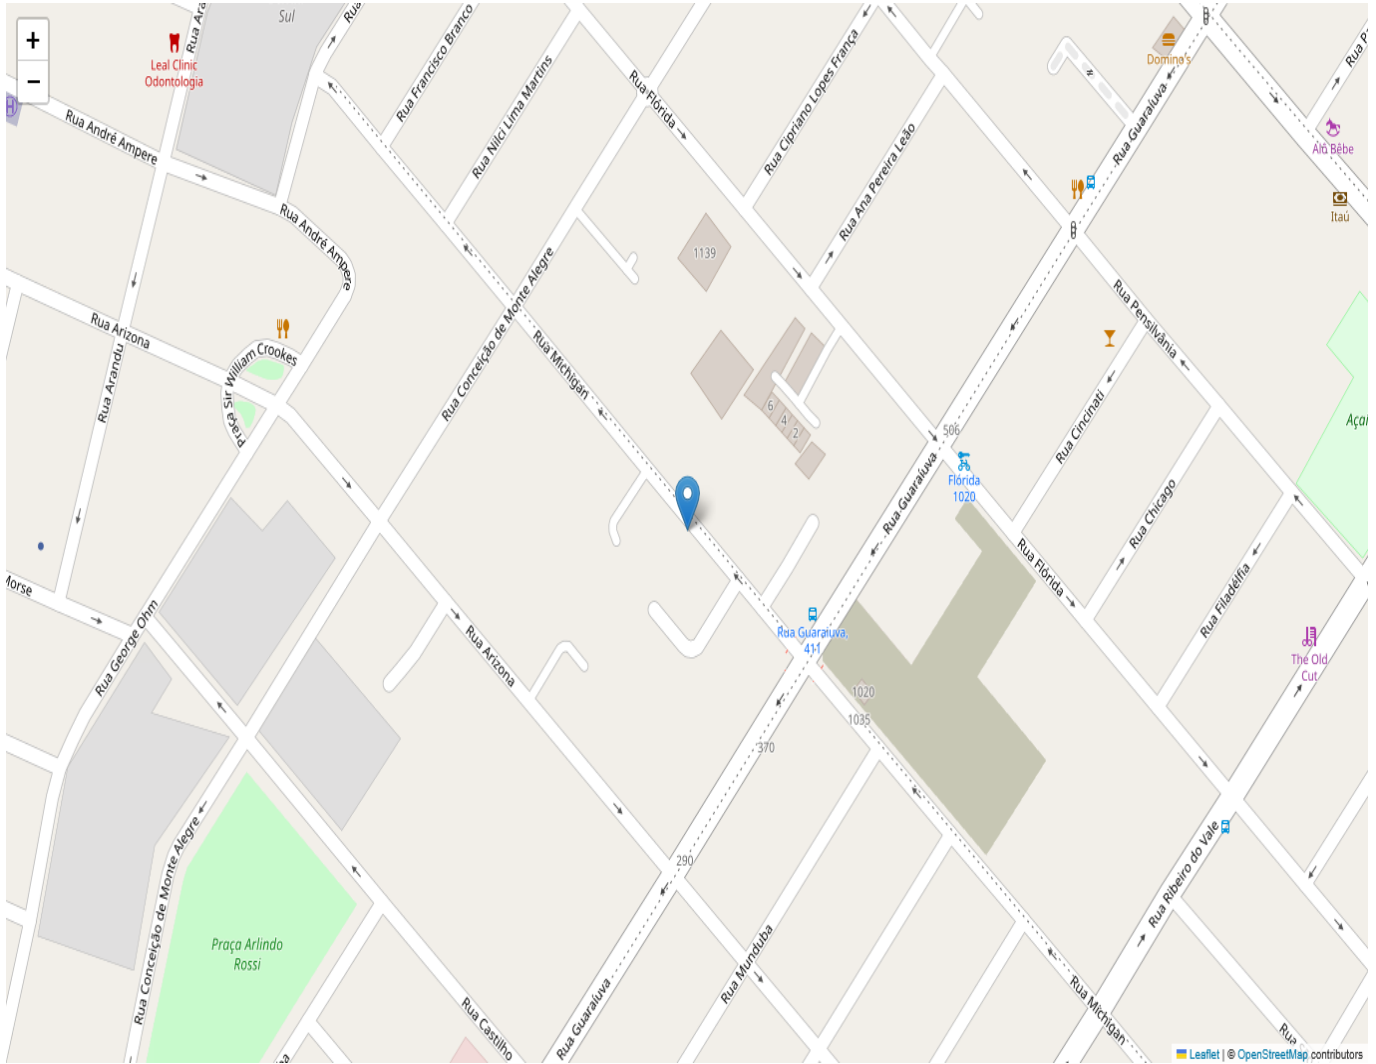 +
−
Sul
Leal Clinic
Odontologia
Rua Francisco Branco
Rua Nilci Lima Martins
Rua Flórida
Rua Cipriano Lopes França
Rua Ana Pereira Leão
Domino's
Rua Guaraiuva
Alô Bêbe
Itaú
H
Rua André Ampere
Rua André Ampere
1139
Rua Conceição de Monte Alegre
Rua Michigan
Rua Arizona
Rua Arandu
Praça Sir William Crookes
Rua Pensilvânia
Rua Cincinati
Açaí
6
4
2
506
Flórida
1020
Rua Guaraiuva
Rua Chicago
Rua Flórida
Rua Filadélfia
Morse
Rua George Ohm
Rua Arizona
Rua Guaraiuva,
411
The Old
Cut
1020
1035
370
290
Rua Conceição de Monte Alegre
Praça Arlindo
Rossi
Rua Castilho
Rua Guaraiuva
Rua Munduba
Rua Ribeiro do Vale
Rua Michigan
Leaflet | © OpenStreetMap contributors